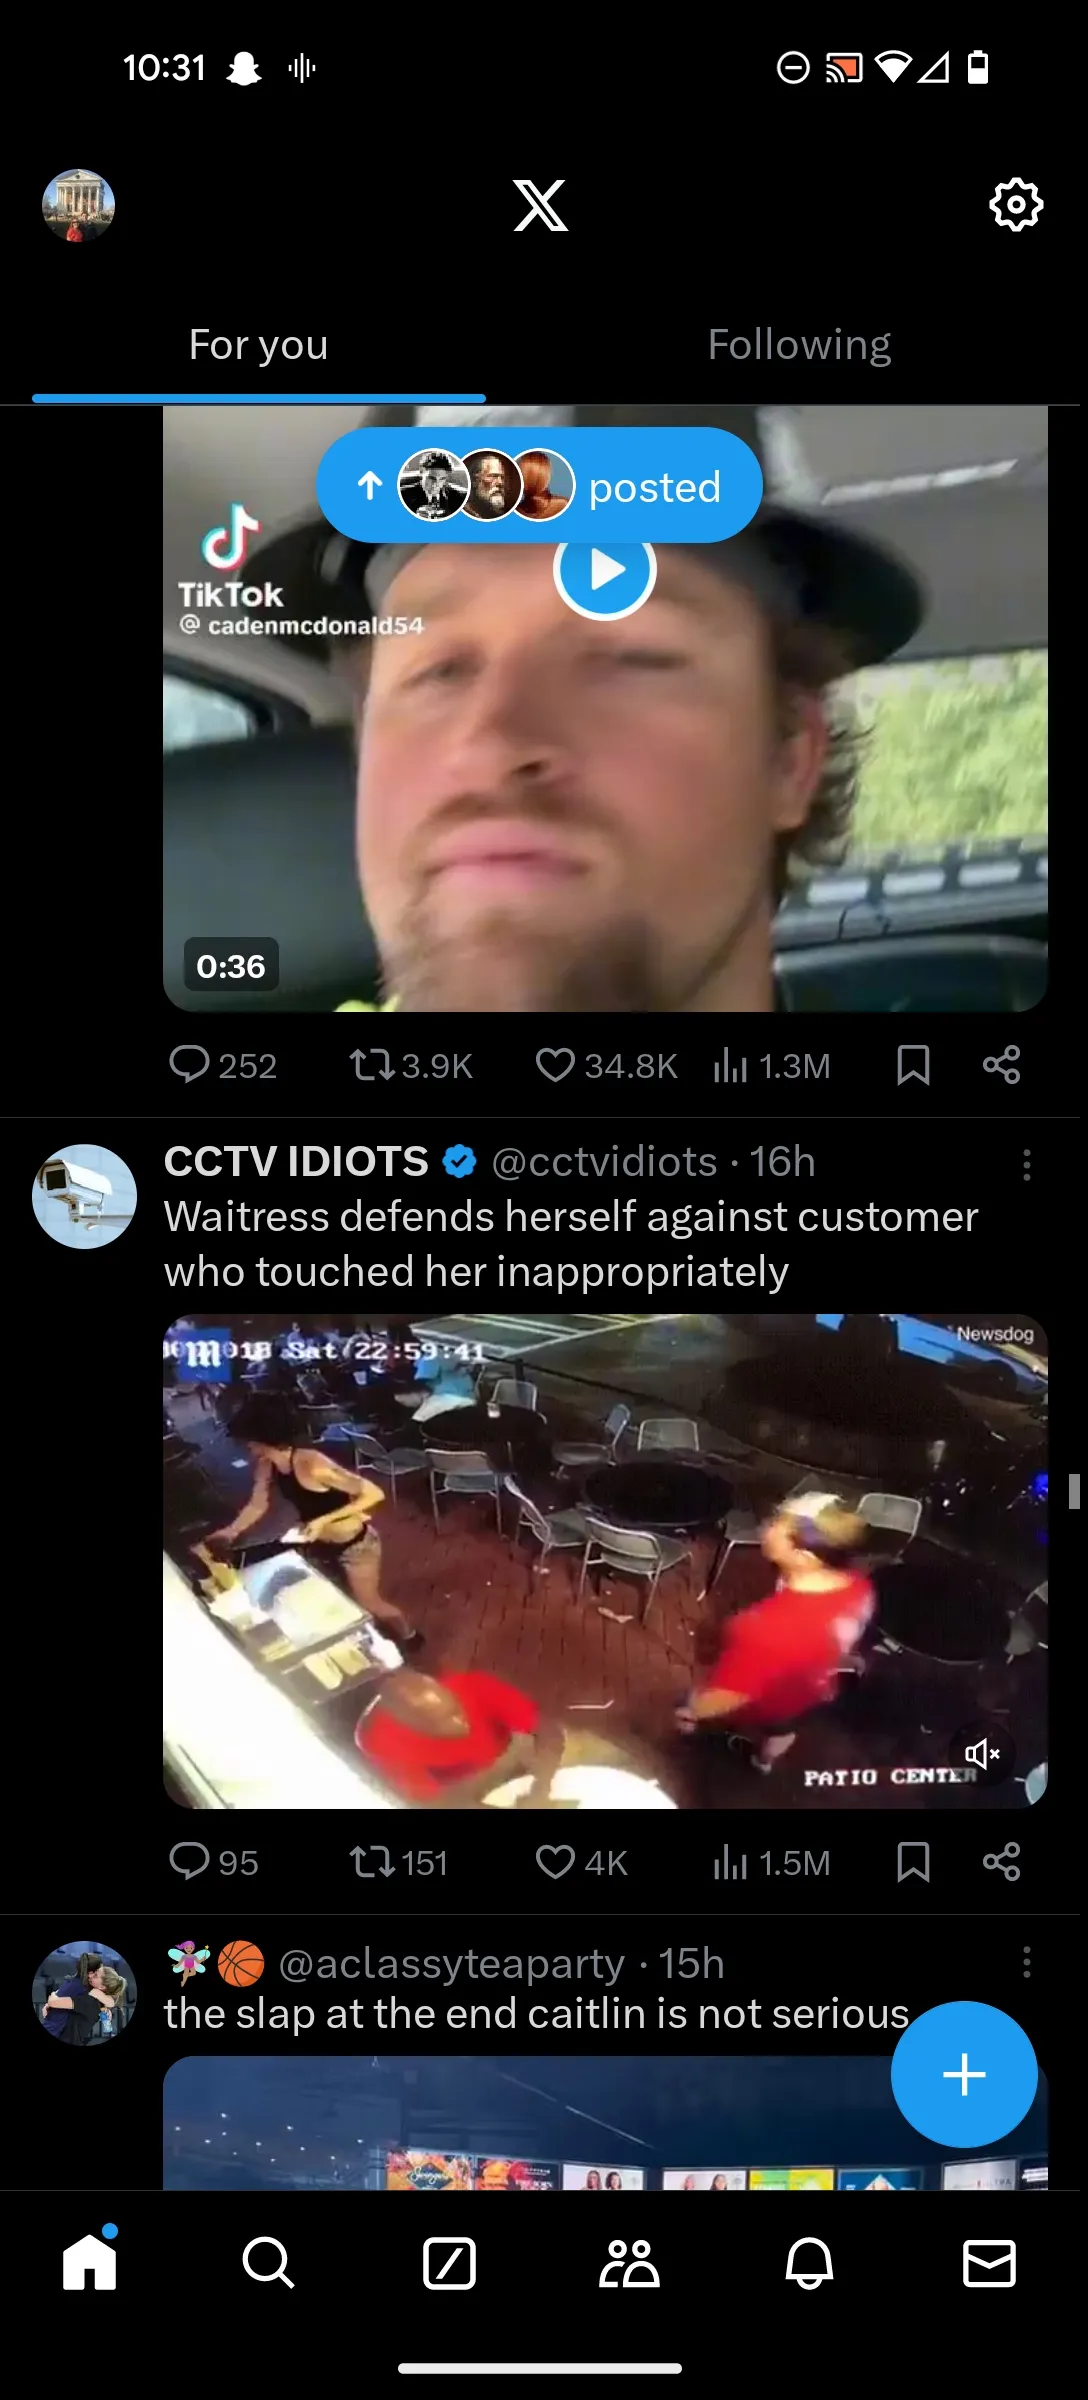 10:31
For you
Following
posted
TikTok
@ cadenmcdonald54
0:36
252
3.9K
34.8K
1.3M
CCTV IDIOTS @cctvidiots · 16h
Waitress defends herself against customer
who touched her inappropriately
Newsdog
Sat 22:59:41
PATIO CENTER
95
151
4K
1.5M
@aclassyteaparty · 15h
the slap at the end caitlin is not serious